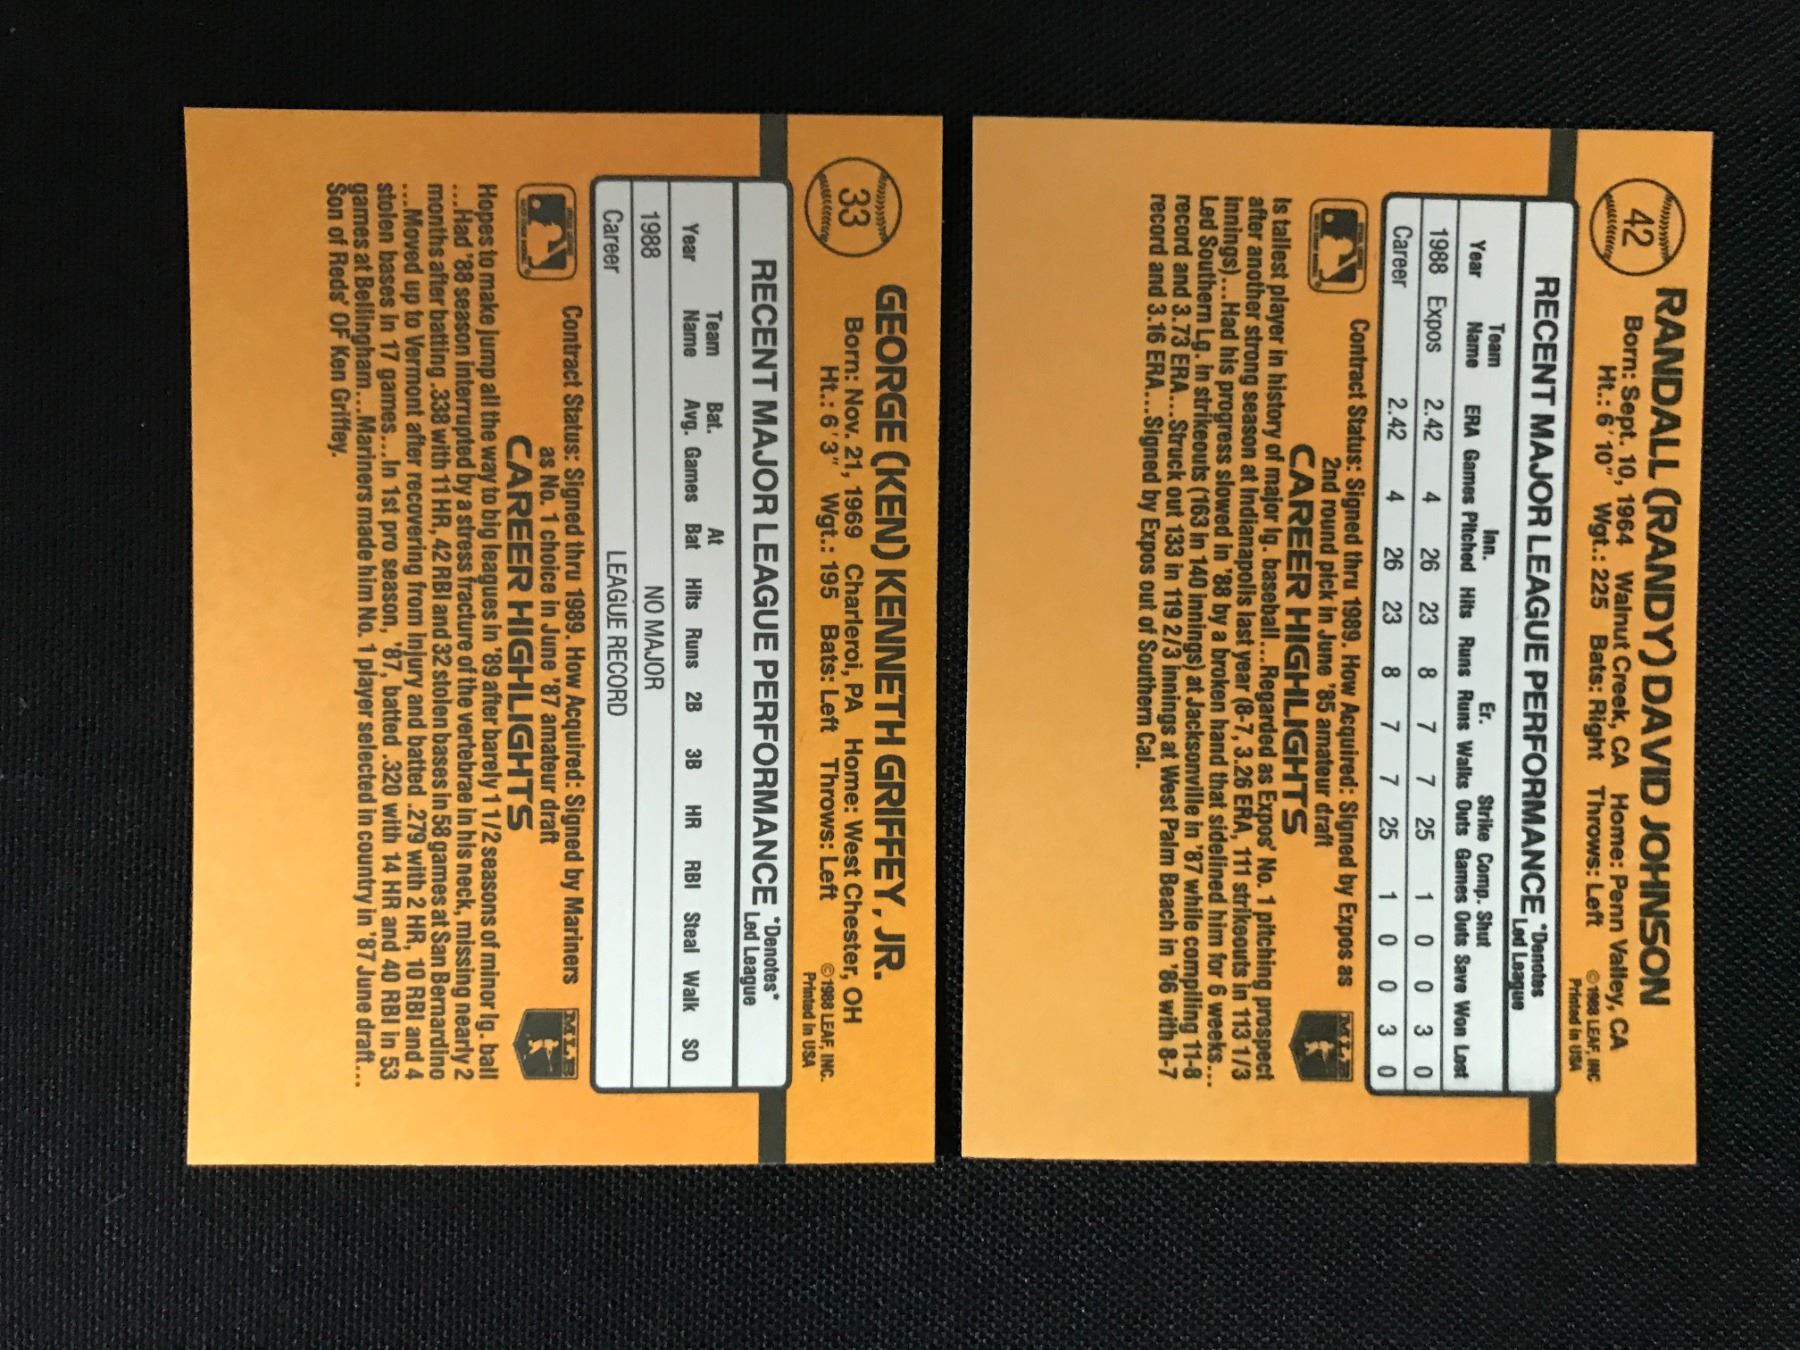 42
RANDALL (RANDY) DAVID JOHNSON
Born: Sept. 10, 1964 Walnut Creek, CA Home: Penn Valley, CA
Ht.: 6'10" Wgt.: 225 Bats: Right Throws: Left
©1988 LEAF, INC.
Printed in USA
RECENT MAJOR LEAGUE PERFORMANCE *Denotes Led League
Year Team Name ERA Games Inn. Pitched Hits Runs Er. Runs Walks Strike Outs Comp. Games Shut Outs Save Won Lost
1988 Expos 2.42 4 26 23 8 7 7 25 1 0 0 3 0
Career 2.42 4 26 23 8 7 7 25 1 0 0 3 0
Contract Status: Signed thru 1989. How Acquired: Signed by Expos as
2nd round pick in June '85 amateur draft
CAREER HIGHLIGHTS
MLB
Is tallest player in history of major lg. baseball...Regarded as Expos' No. 1 pitching prospect
after another strong season at Indianapolis last year (8-7, 3.26 ERA, 111 strikeouts in 113 1/3
innings)...Had his progress slowed in '88 by a broken hand that sidelined him for 6 weeks...
Led Southern Lg. in strikeouts (163 in 140 innings) at Jacksonville in '87 while compiling 11-8
record and 3.73 ERA...Struck out 133 in 119 2/3 innings at West Palm Beach in '86 with 8-7
record and 3.16 ERA...Signed by Expos out of Southern Cal.
33
GEORGE (KEN) KENNETH GRIFFEY, JR.
Born: Nov. 21, 1969 Charleroi, PA Home: West Chester, OH
Ht.: 6'3" Wgt.: 195 Bats: Left Throws: Left
©1988 LEAF, INC.
Printed in USA
RECENT MAJOR LEAGUE PERFORMANCE *Denotes* Led League
Year Team Name Bat. Avg. Games At Bat Hits Runs 2B 3B HR RBI Steal Walk SO
1988 NO MAJOR
Career LEAGUE RECORD
Contract Status: Signed thru 1989. How Acquired: Signed by Mariners
as No. 1 choice in June '87 amateur draft
CAREER HIGHLIGHTS
MLB
Hopes to make jump all the way to big leagues in '89 after barely 1 1/2 seasons of minor lg. ball
...Had '88 season interrupted by a stress fracture of the vertebrae in his neck, missing nearly 2
months after batting .338 with 11 HR, 42 RBI and 32 stolen bases in 58 games at San Bernardino
...Moved up to Vermont after recovering from injury and batted .279 with 2 HR, 10 RBI and 4
stolen bases in 17 games...In 1st pro season, '87, batted .320 with 14 HR and 40 RBI in 53
games at Bellingham...Mariners made him No. 1 player selected in country in '87 June draft...
Son of Reds' OF Ken Griffey.